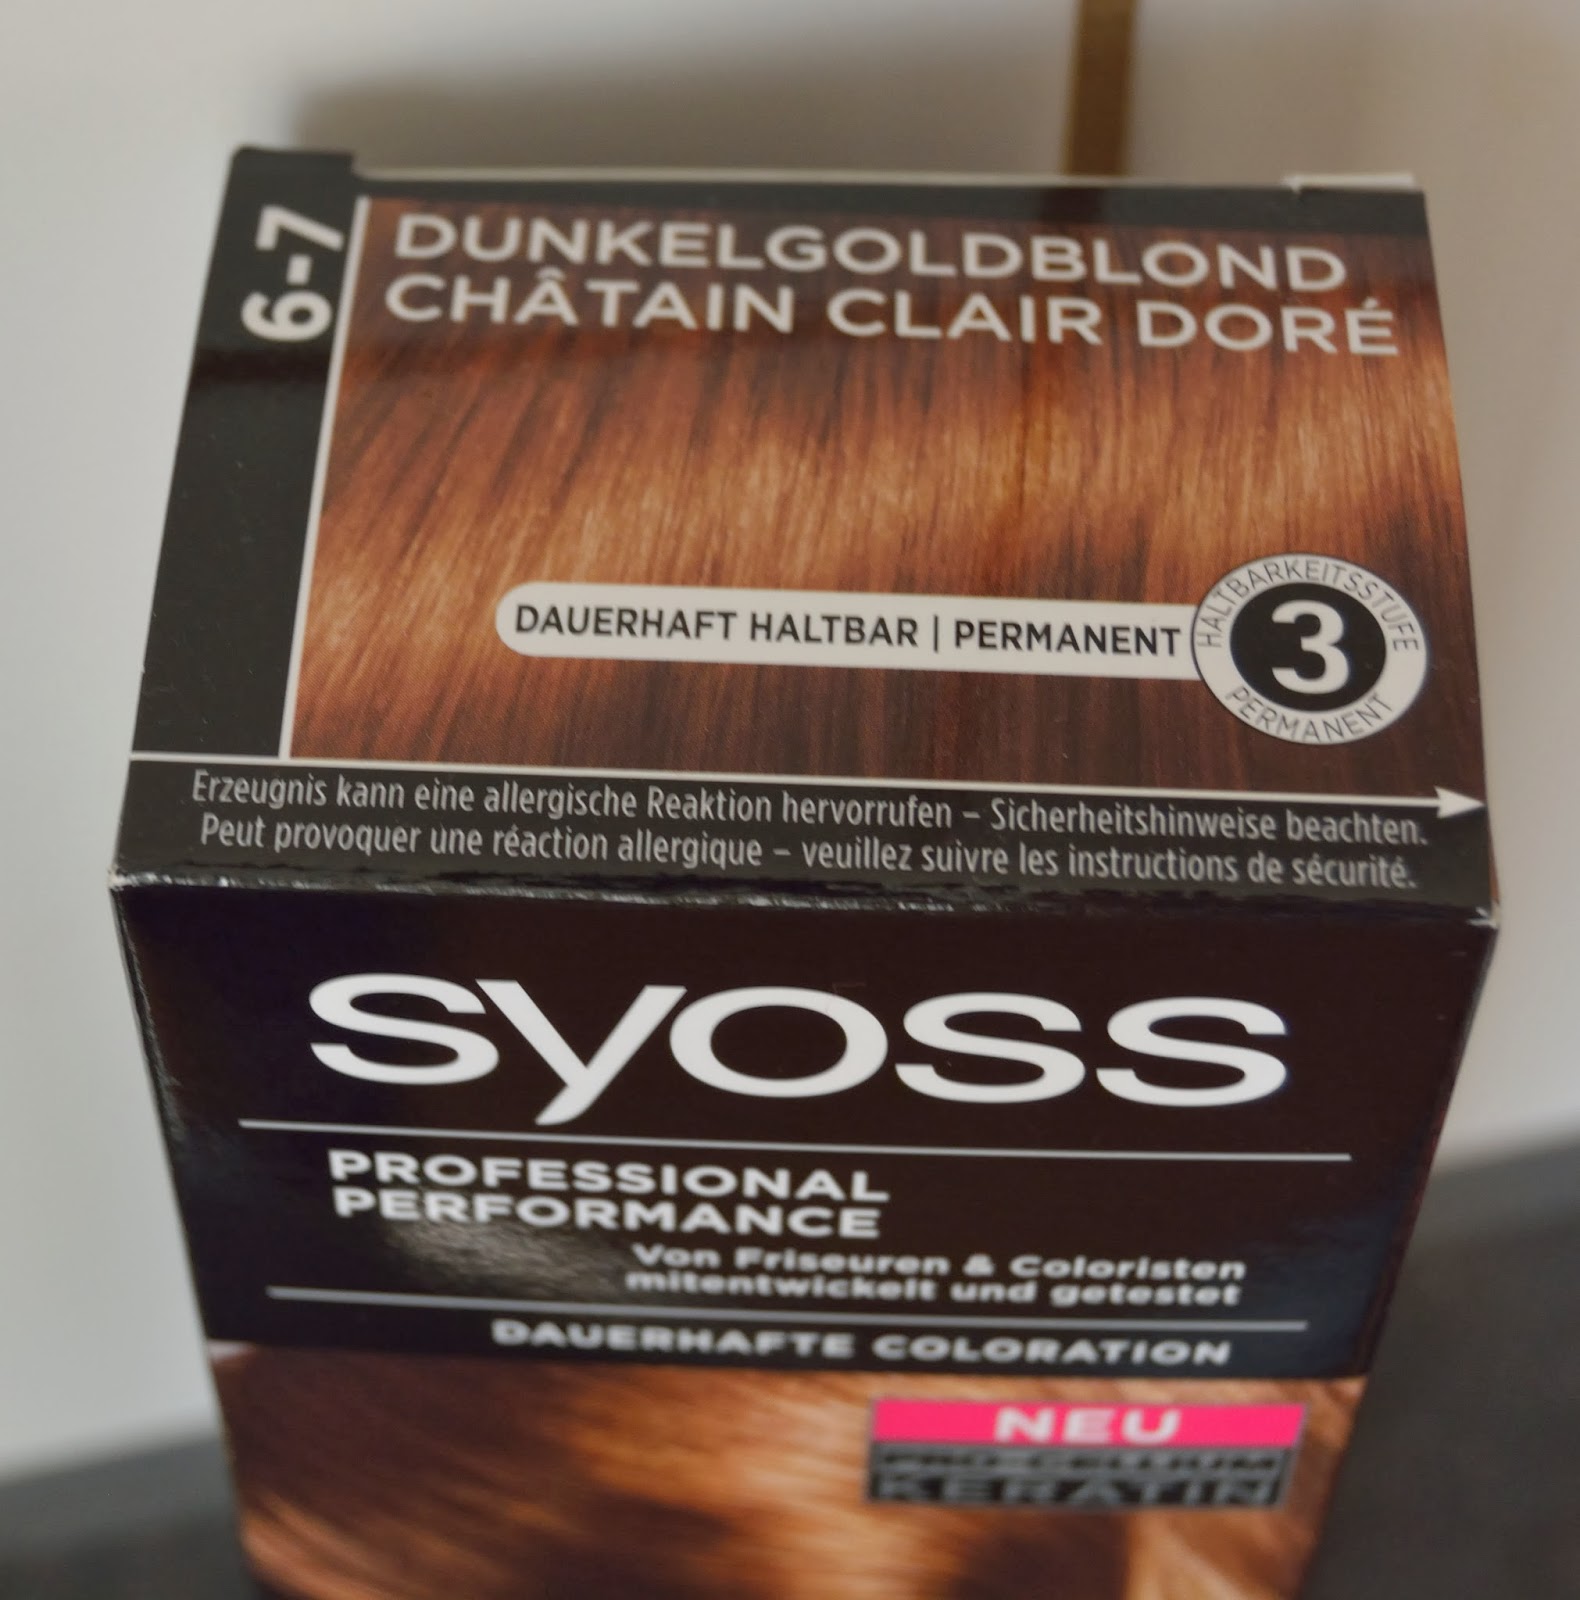 6-7
DUNKELGOLDBLOND
CHÂTAIN CLAIR DORÉ
DAUERHAFT HALTBAR | PERMANENT
HALTBARKEITSSTUFE
3
PERMANENT
Erzeugnis kann eine allergische Reaktion hervorrufen – Sicherheitshinweise beachten.
Peut provoquer une réaction allergique – veuillez suivre les instructions de sécurité.
syoss
PROFESSIONAL
PERFORMANCE
Von Friseuren & Coloristen
mitentwickelt und getestet
DAUERHAFTE COLORATION
NEU
PRO-CELLIUM
KERATIN